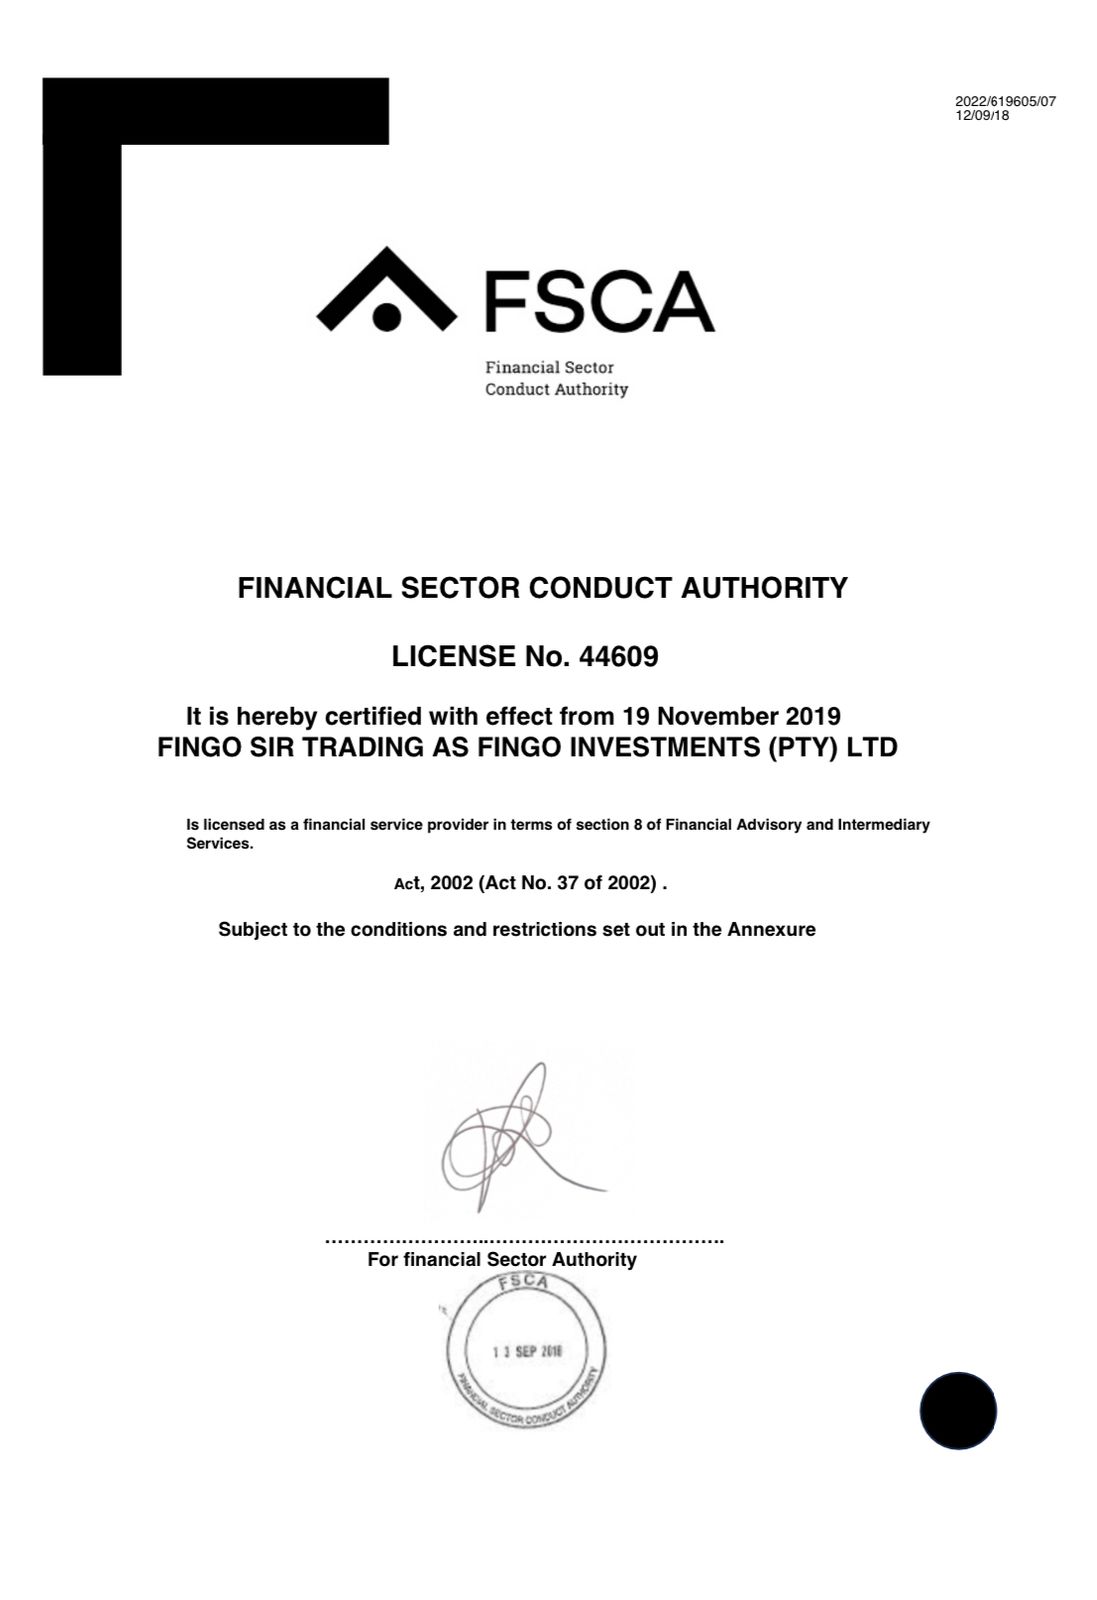 2022/619605/07
12/09/18
FSCA
Financial Sector
Conduct Authority
FINANCIAL SECTOR CONDUCT AUTHORITY
LICENSE No. 44609
It is hereby certified with effect from 19 November 2019
FINGO SIR TRADING AS FINGO INVESTMENTS (PTY) LTD
Is licensed as a financial service provider in terms of section 8 of Financial Advisory and Intermediary
Services.
Act, 2002 (Act No. 37 of 2002) .
Subject to the conditions and restrictions set out in the Annexure
For financial Sector Authority
FSCA
13 SEP 2018
FINANCIAL SECTOR CONDUCT AUTHORITY